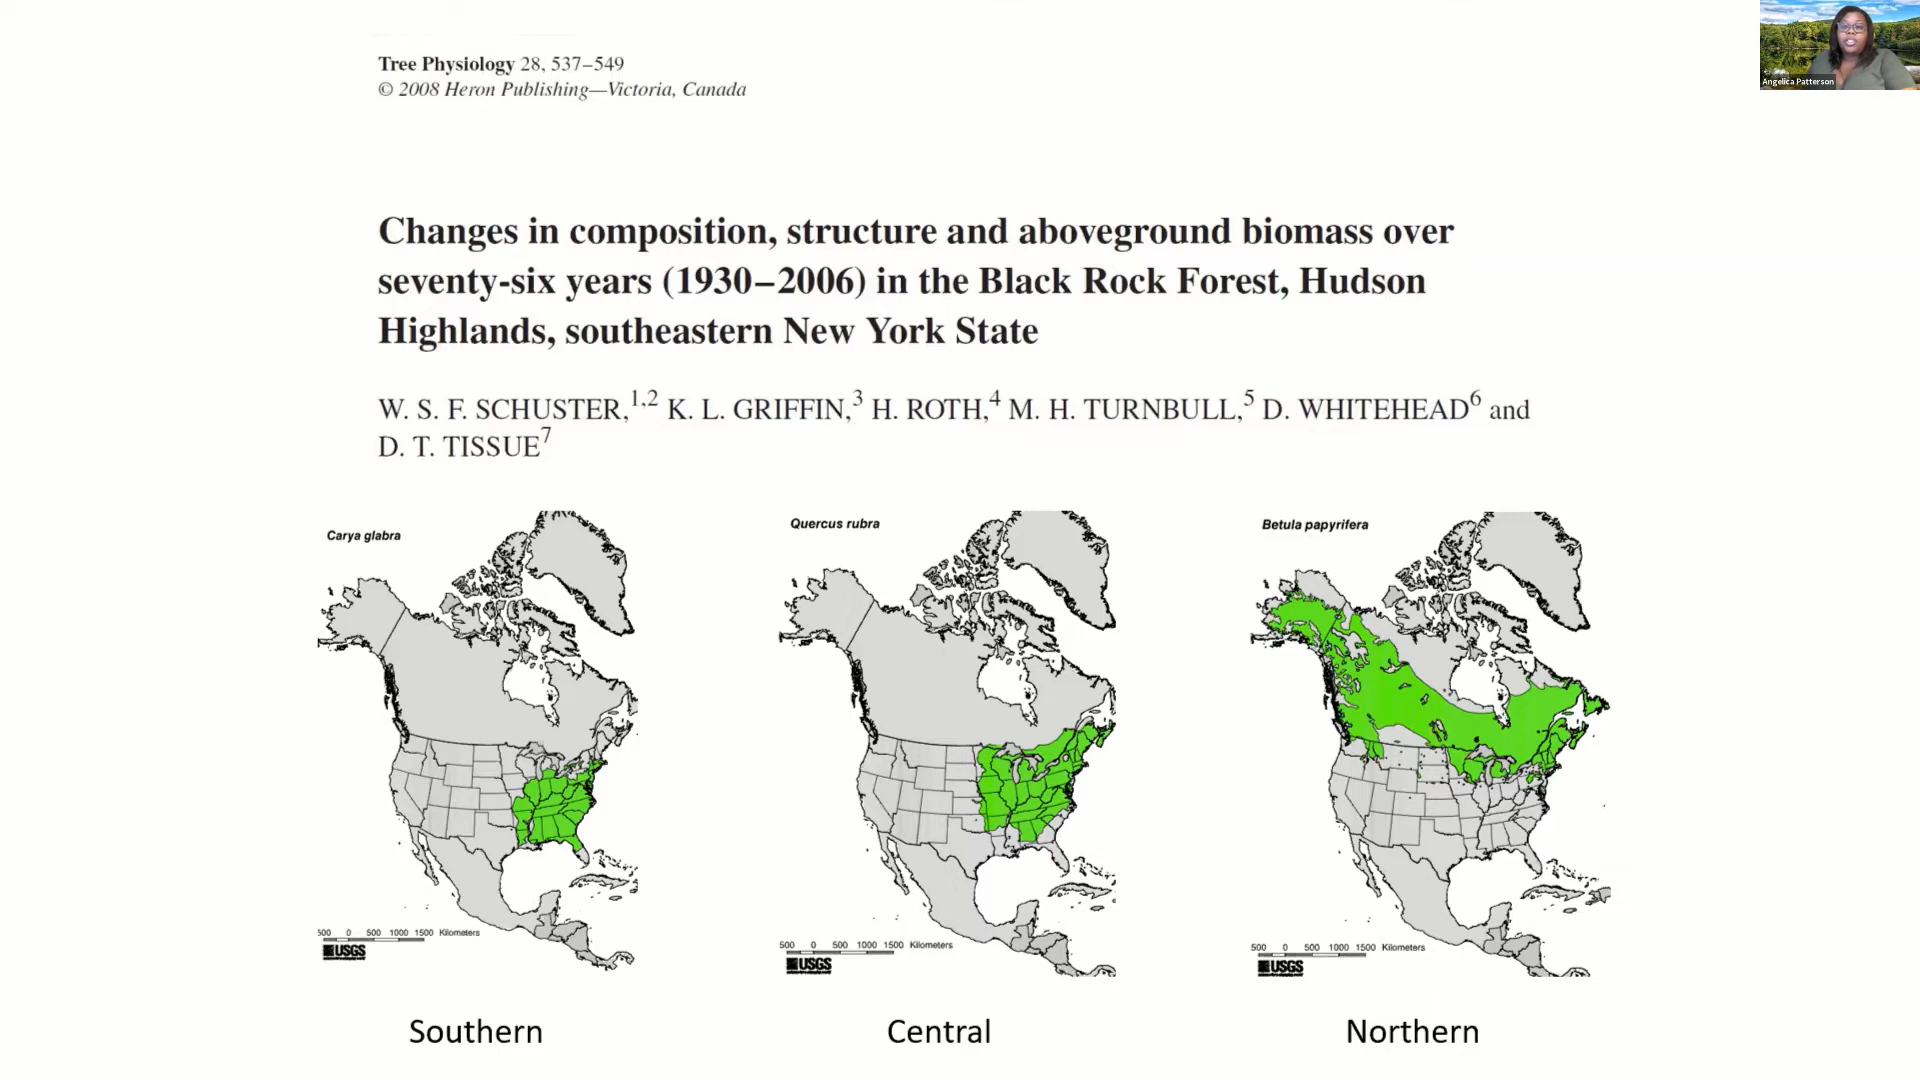 Angelica Patterson
Tree Physiology 28, 537–549
© 2008 Heron Publishing—Victoria, Canada
Changes in composition, structure and aboveground biomass over
seventy-six years (1930–2006) in the Black Rock Forest, Hudson
Highlands, southeastern New York State
W. S. F. SCHUSTER,1,2 K. L. GRIFFIN,3 H. ROTH,4 M. H. TURNBULL,5 D. WHITEHEAD6 and
D. T. TISSUE7
Carya glabra
500 0 500 1000 1500 Kilometers
USGS
Southern
Quercus rubra
500 0 500 1000 1500 Kilometers
USGS
Central
Betula papyrifera
500 0 500 1000 1500 Kilometers
USGS
Northern